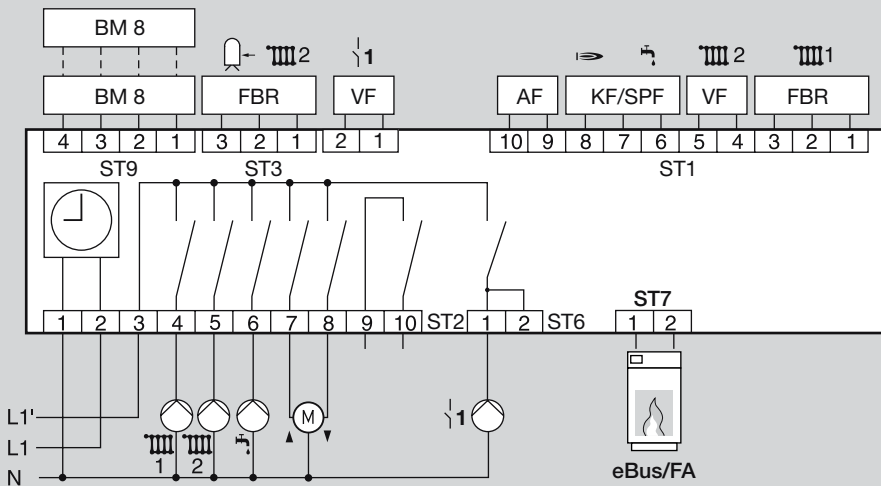 BM 8
2
1
2
1
BM 8
FBR
VF
AF
KF/SPF
VF
FBR
4 3 2 1
3 2 1
2 1
10 9 8 7 6 5 4 3 2 1
ST9
ST3
ST1
ST7
1 2 3 4 5 6 7 8 9 10 ST2
1 2 ST6
1 2
L1'
M
1
L1
1
2
N
eBus/FA